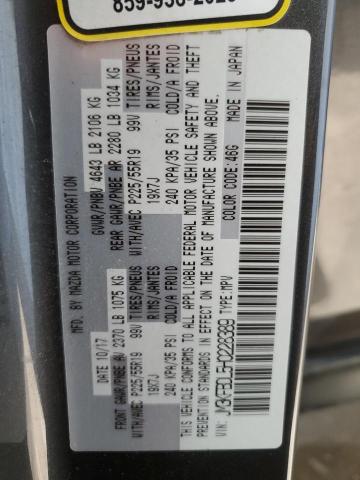 859-936-2020
MFD. BY MAZDA MOTOR CORPORATION
DATE: 10/17 GVWR/PNBV 4643 LB 2106 KG
FRONT GAWR/PNBE AV 2370 LB 1075 KG REAR GAWR/PNBE AR 2280 LB 1034 KG
WITH/AVEC P225/55R19 99V TIRES/PNEUS WITH/AVEC P225/55R19 99V TIRES/PNEUS
19X7J RIMS/JANTES 19X7J RIMS/JANTES
240 KPA/35 PSI COLD/A FROID 240 KPA/35 PSI COLD/A FROID
THIS VEHICLE CONFORMS TO ALL APPLICABLE FEDERAL MOTOR VEHICLE SAFETY AND THEFT
PREVENTION STANDARDS IN EFFECT ON THE DATE OF MANUFACTURE SHOWN ABOVE.
VIN: TYPE: MPV COLOR CODE: 46G MADE IN JAPAN